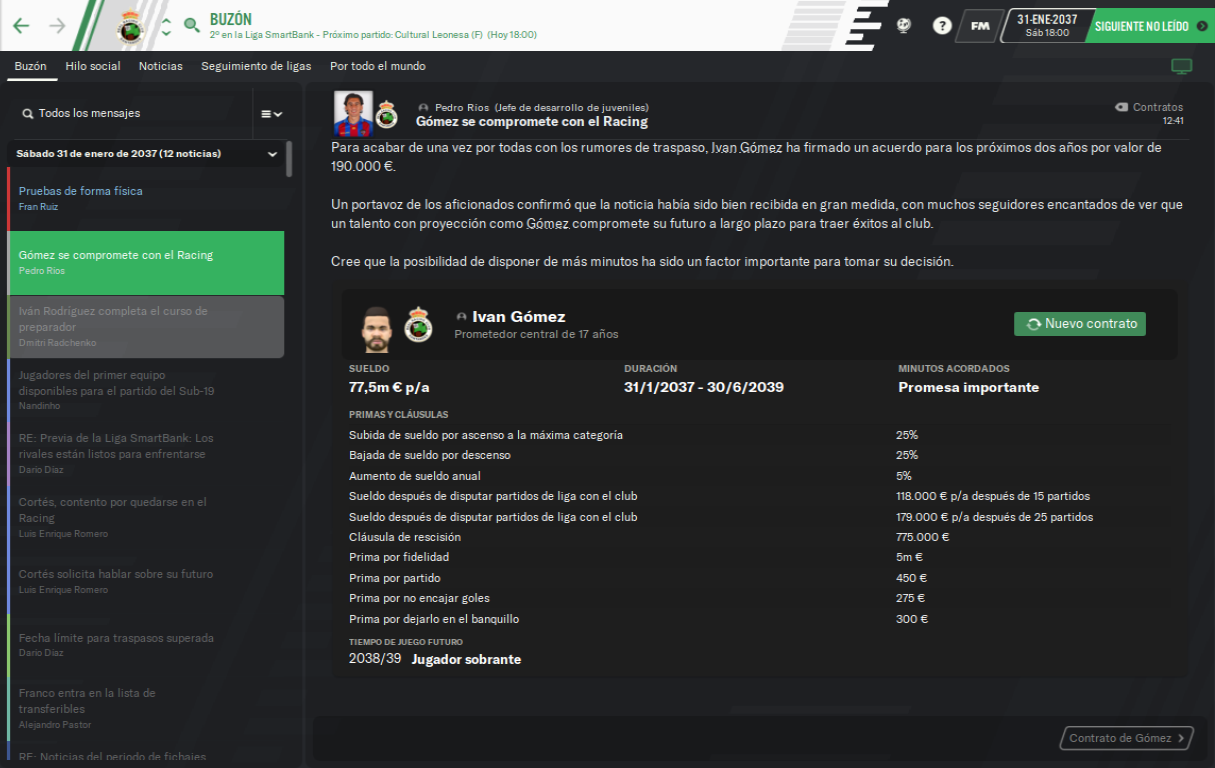 BUZÓN
2º en la Liga SmartBank - Próximo partido: Cultural Leonesa (F) (Hoy 18:00)
?
FM
31-ENE-2037
Sáb 18:00
SIGUIENTE NO LEÍDO
Buzón
Hilo social
Noticias
Seguimiento de ligas
Por todo el mundo
Todos los mensajes
Sábado 31 de enero de 2037 (12 noticias)
Pruebas de forma física
Fran Ruiz
Gómez se compromete con el Racing
Pedro Ríos
Iván Rodríguez completa el curso de
preparador
Dmitri Radchenko
Jugadores del primer equipo
disponibles para el partido del Sub-19
Nandinho
RE: Previa de la Liga SmartBank: Los
rivales están listos para enfrentarse
Darío Díaz
Cortés, contento por quedarse en el
Racing
Luis Enrique Romero
Cortés solicita hablar sobre su futuro
Luis Enrique Romero
Fecha límite para traspasos superada
Darío Díaz
Franco entra en la lista de
transferibles
Alejandro Pastor
RE: Noticias del periodo de fichajes
Pedro Ríos (Jefe de desarrollo de juveniles)
Gómez se compromete con el Racing
Contratos
12:41
Para acabar de una vez por todas con los rumores de traspaso, Ivan Gómez ha firmado un acuerdo para los próximos dos años por valor de
190.000 €.
Un portavoz de los aficionados confirmó que la noticia había sido bien recibida en gran medida, con muchos seguidores encantados de ver que
un talento con proyección como Gómez compromete su futuro a largo plazo para traer éxitos al club.
Cree que la posibilidad de disponer de más minutos ha sido un factor importante para tomar su decisión.
Ivan Gómez
Prometedor central de 17 años
Nuevo contrato
SUELDO
77,5m € p/a
DURACIÓN
31/1/2037 - 30/6/2039
MINUTOS ACORDADOS
Promesa importante
PRIMAS Y CLÁUSULAS
Subida de sueldo por ascenso a la máxima categoría 25%
Bajada de sueldo por descenso 25%
Aumento de sueldo anual 5%
Sueldo después de disputar partidos de liga con el club 118.000 € p/a después de 15 partidos
Sueldo después de disputar partidos de liga con el club 179.000 € p/a después de 25 partidos
Cláusula de rescisión 775.000 €
Prima por fidelidad 5m €
Prima por partido 450 €
Prima por no encajar goles 275 €
Prima por dejarlo en el banquillo 300 €
TIEMPO DE JUEGO FUTURO
2038/39 Jugador sobrante
Contrato de Gómez